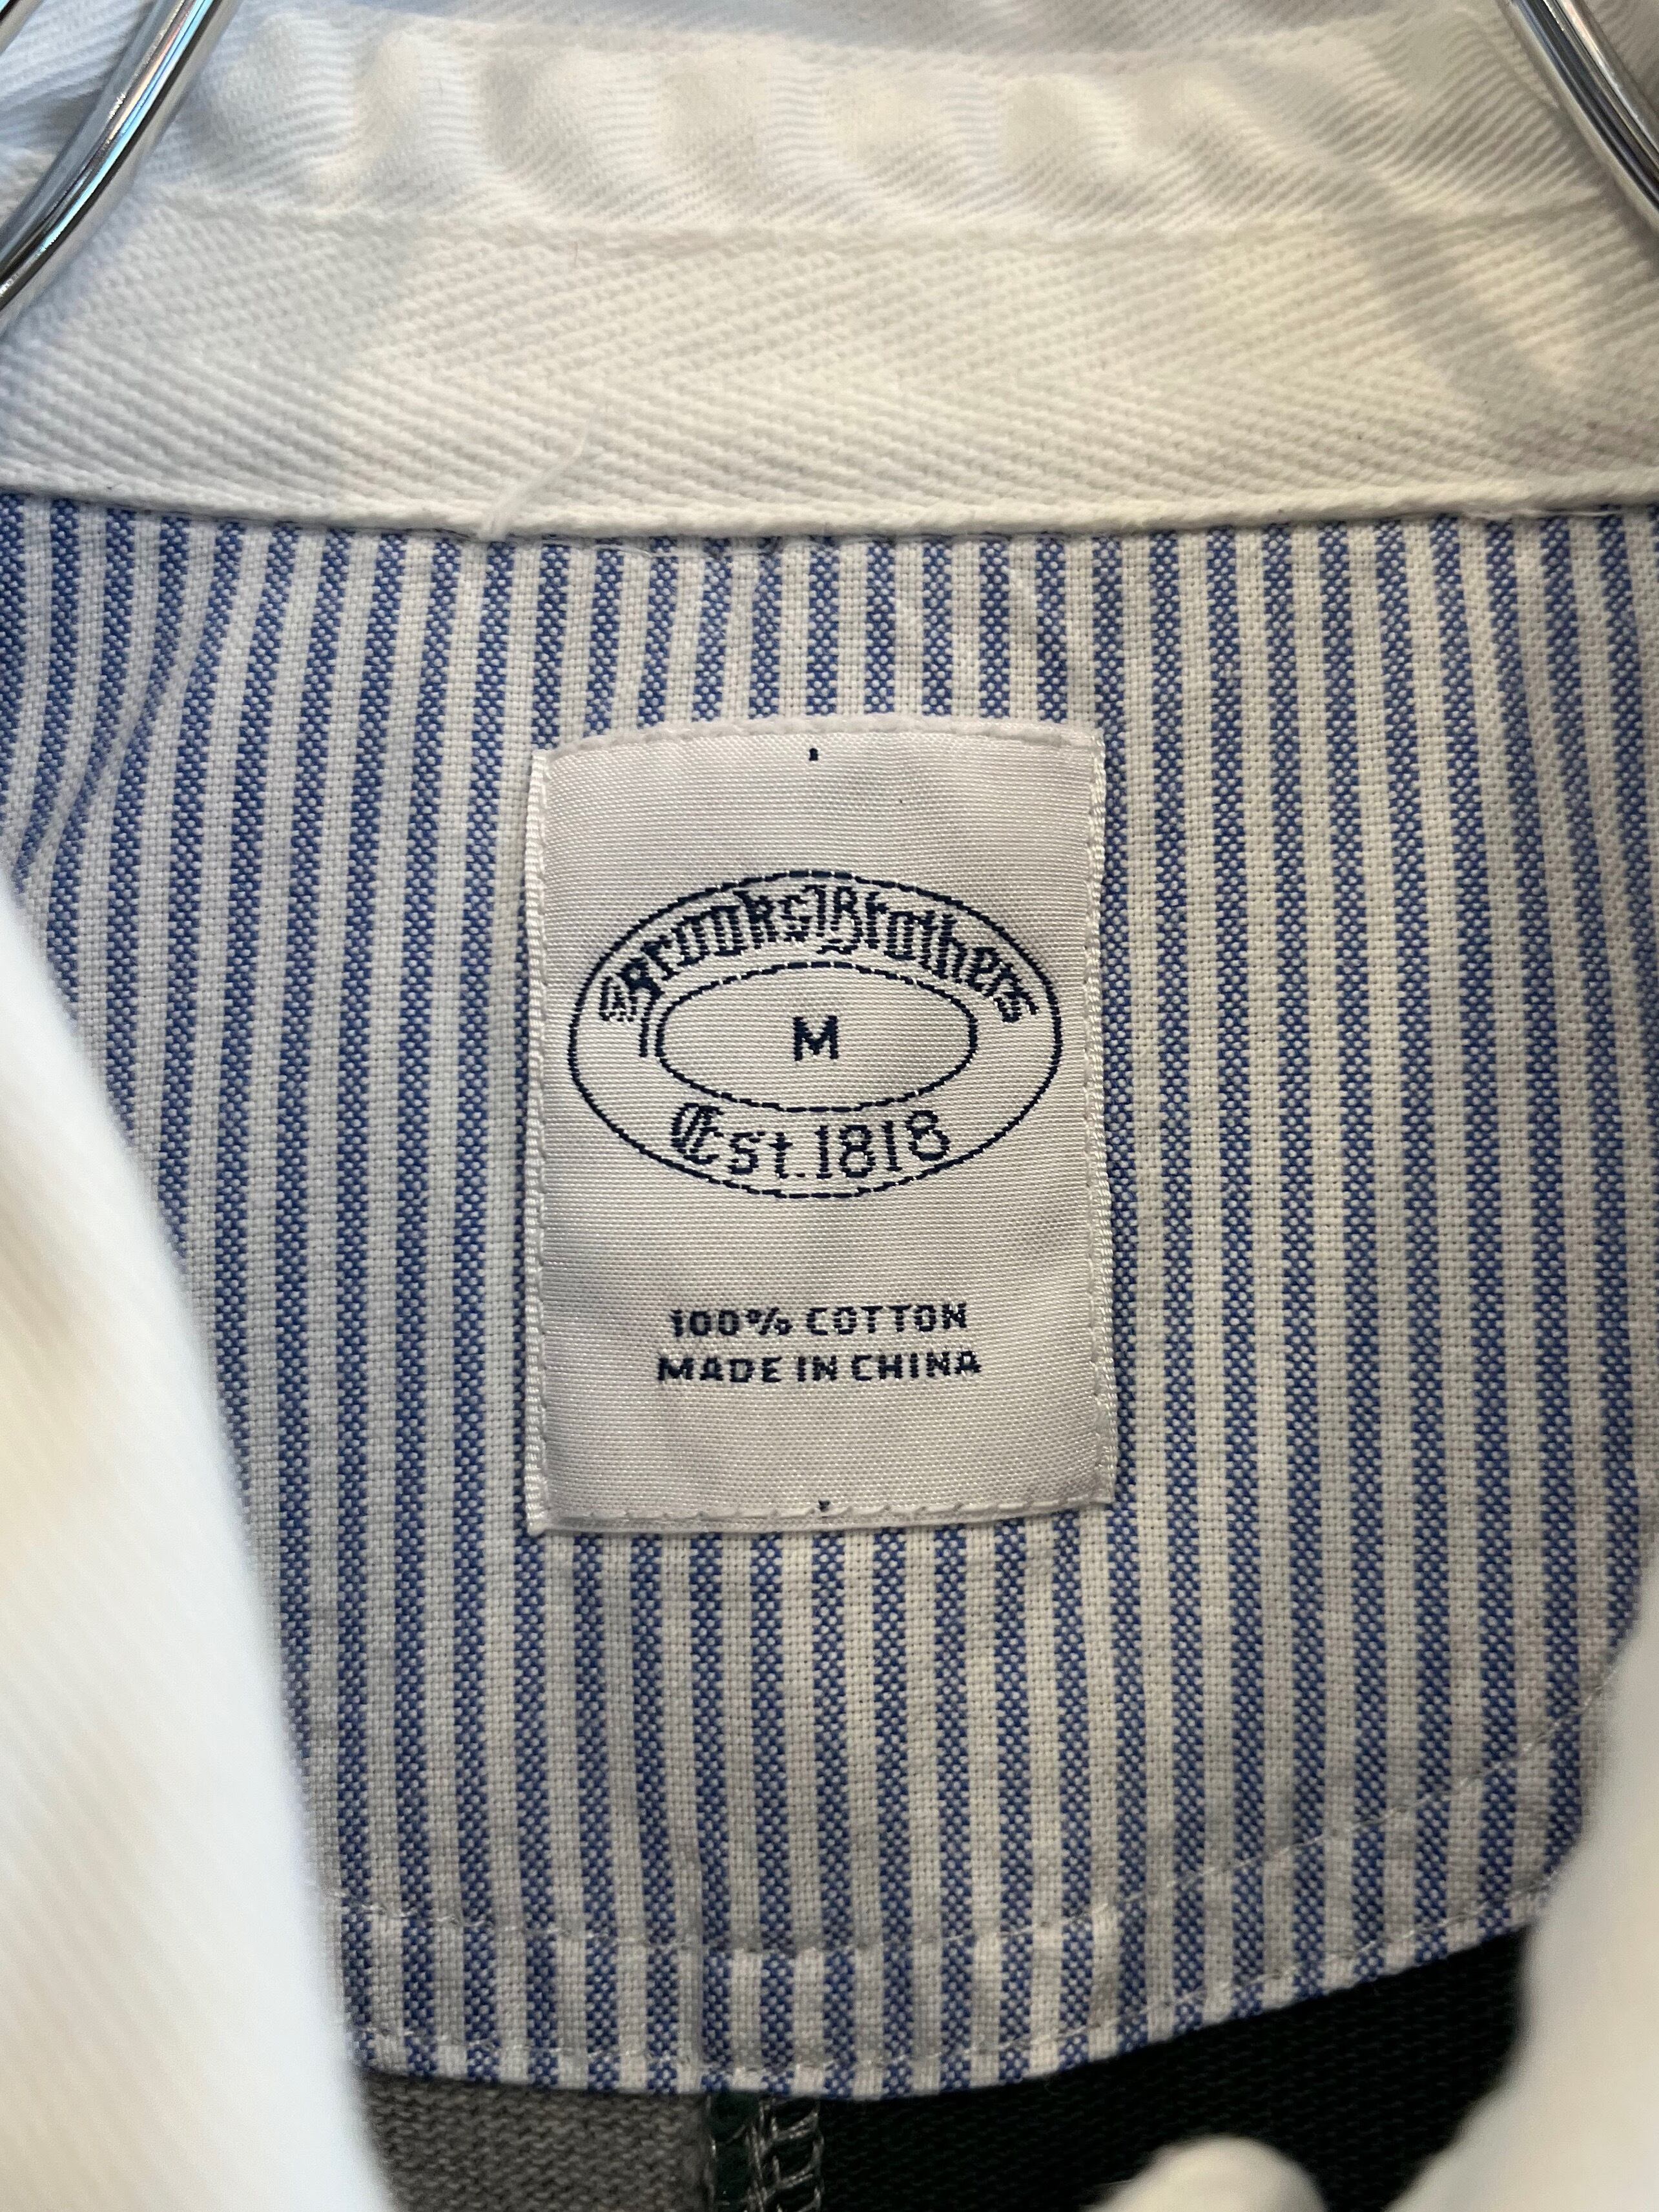 Brooks Brothers
M
Est. 1818
100% COTTON
MADE IN CHINA